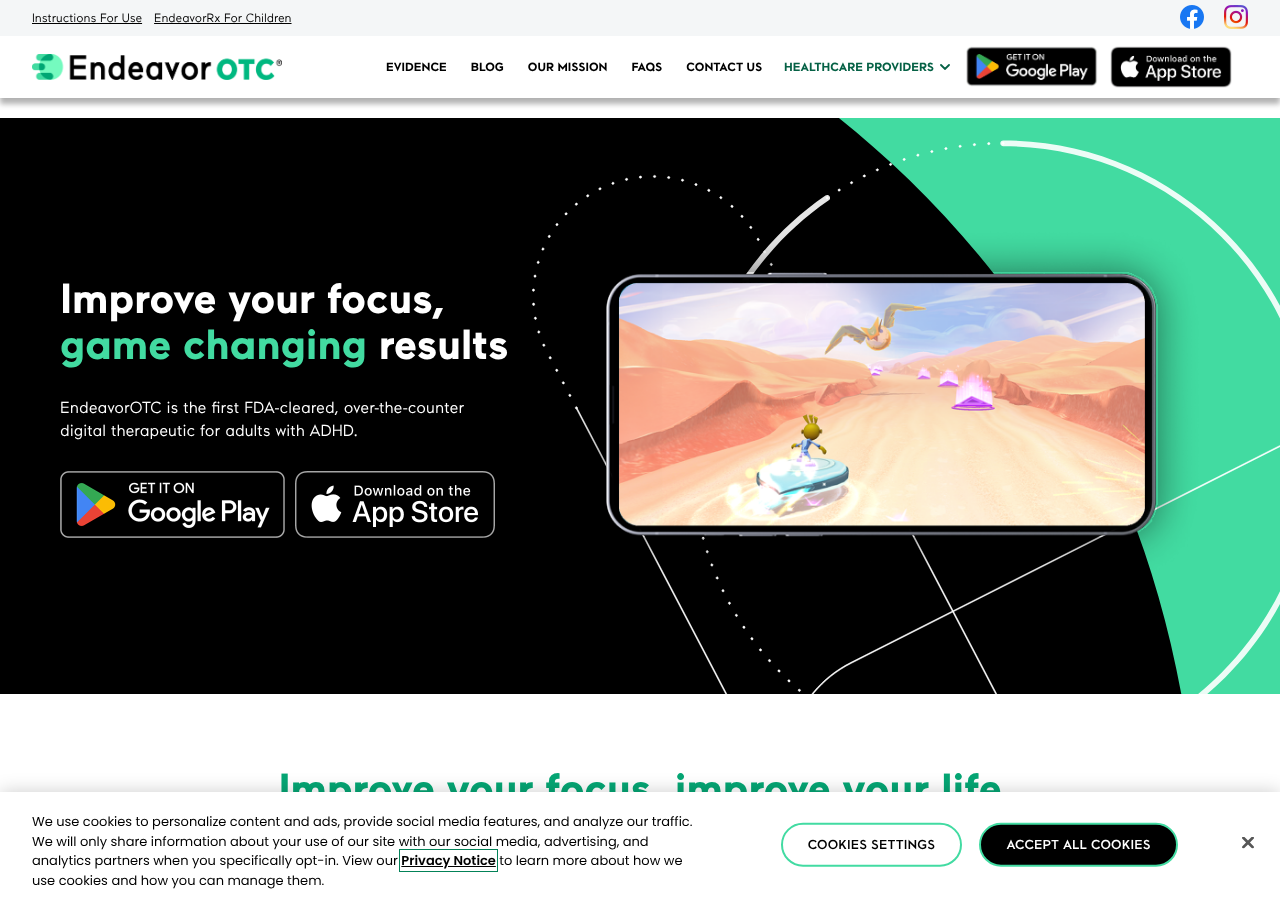 Instructions For Use
EndeavorRx For Children
Endeavor OTC®
EVIDENCE
BLOG
OUR MISSION
FAQS
CONTACT US
HEALTHCARE PROVIDERS
GET IT ON
Google Play
Download on the
App Store
Improve your focus,
game changing results
EndeavorOTC is the first FDA-cleared, over-the-counter
digital therapeutic for adults with ADHD.
GET IT ON
Google Play
Download on the
App Store
Improve your focus, improve your life
We use cookies to personalize content and ads, provide social media features, and analyze our traffic.
We will only share information about your use of our site with our social media, advertising, and
analytics partners when you specifically opt-in. View our Privacy Notice to learn more about how we
use cookies and how you can manage them.
COOKIES SETTINGS
ACCEPT ALL COOKIES